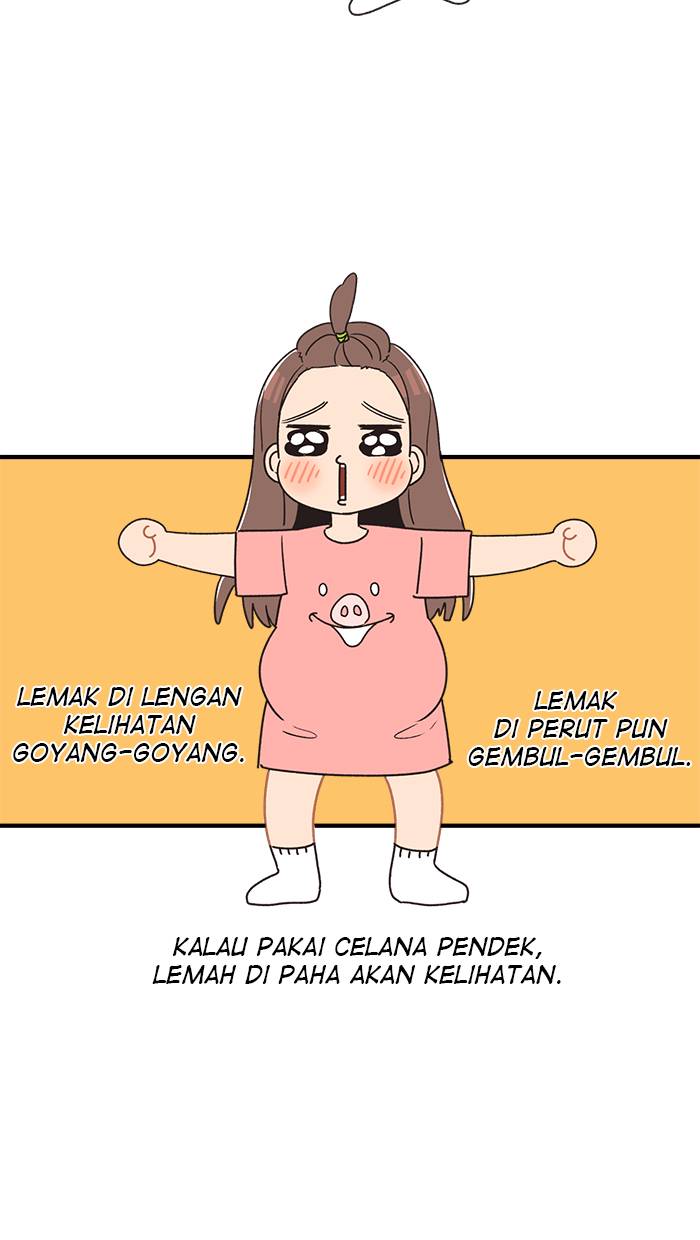 LEMAK DI LENGAN
KELIHATAN
GOYANG-GOYANG.
LEMAK
DI PERUT PUN
GEMBUL-GEMBUL.
KALAU PAKAI CELANA PENDEK,
LEMAH DI PAHA AKAN KELIHATAN.